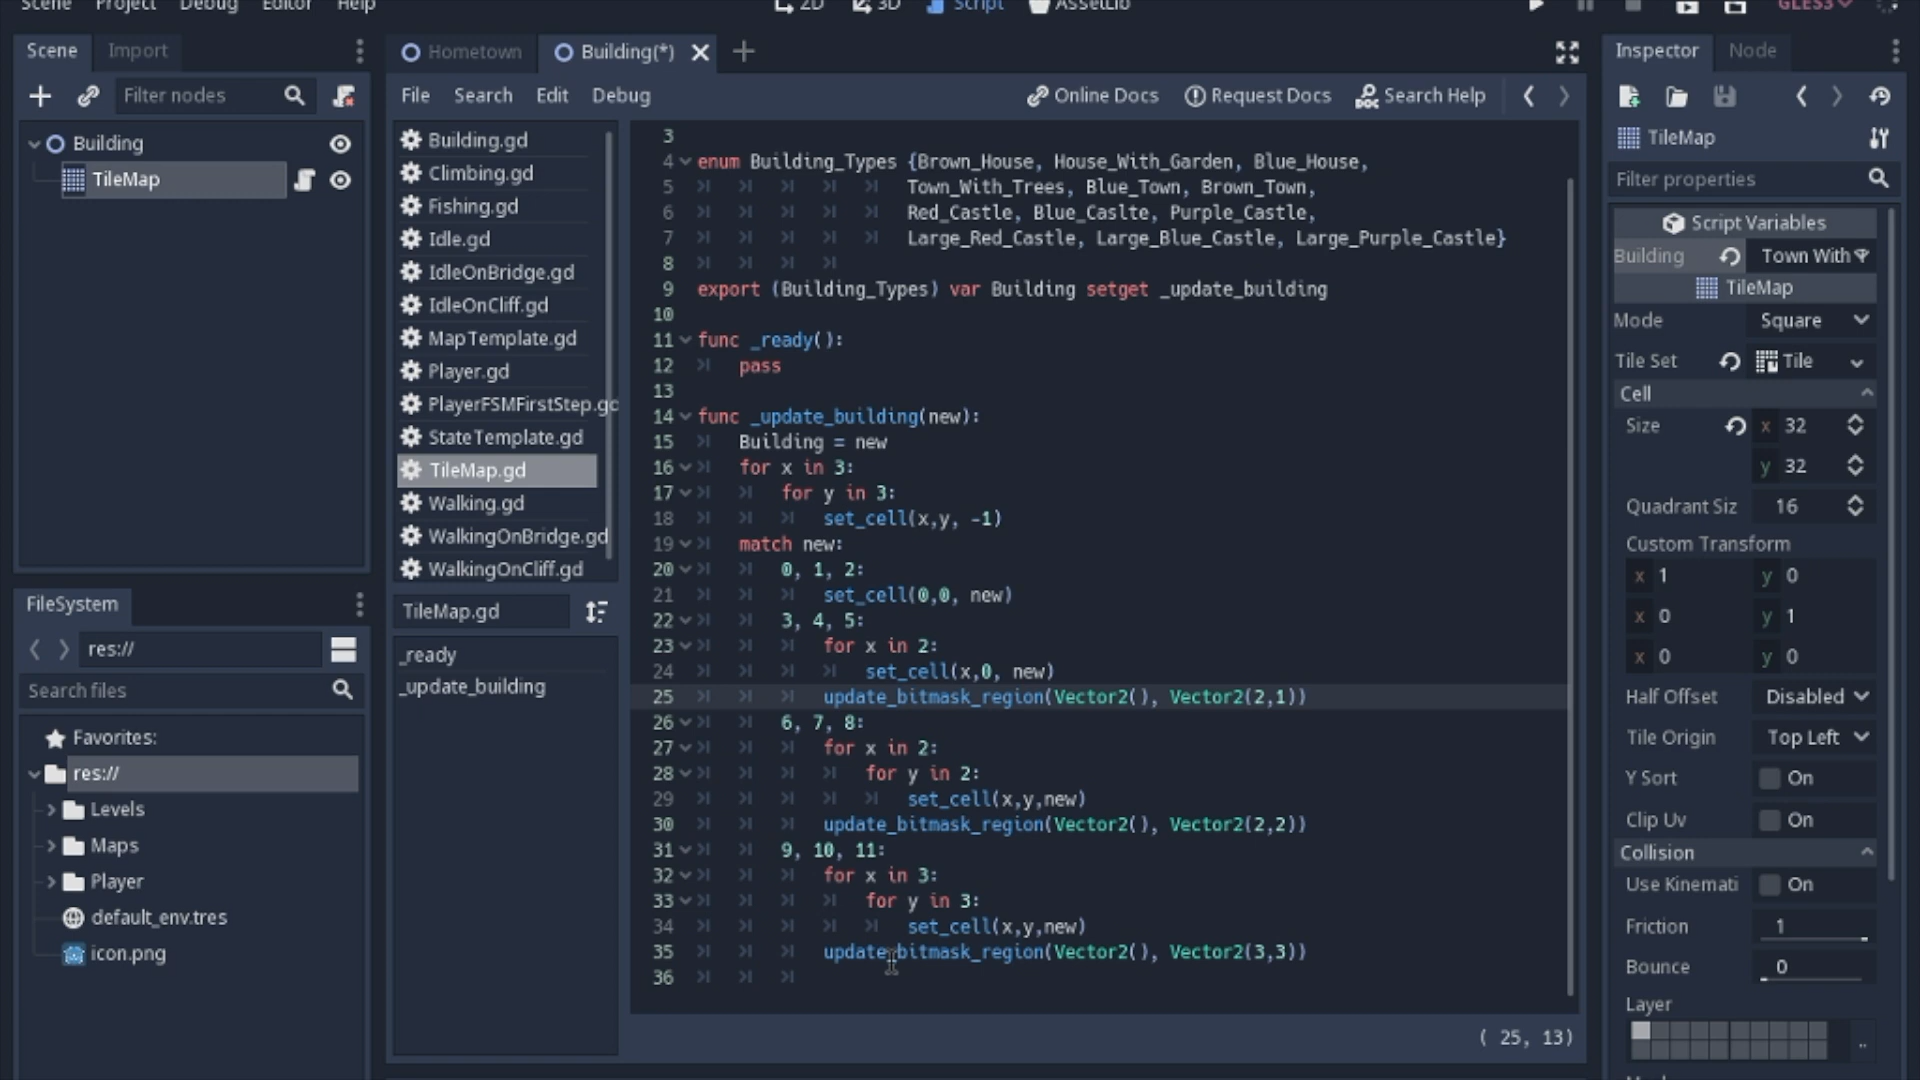 Scene Project Debug Editor Help
2D 3D Script AssetLib
GLES3
Scene Import
Filter nodes
Building
TileMap
FileSystem
res://
Search files
Favorites:
res://
Levels
Maps
Player
default_env.tres
icon.png
Hometown Building(*)
File Search Edit Debug
Online Docs Request Docs Search Help
Building.gd
Climbing.gd
Fishing.gd
Idle.gd
IdleOnBridge.gd
IdleOnCliff.gd
MapTemplate.gd
Player.gd
PlayerFSMFirstStep.gd
StateTemplate.gd
TileMap.gd
Walking.gd
WalkingOnBridge.gd
WalkingOnCliff.gd
TileMap.gd
_ready
_update_building
3
4 enum Building_Types {Brown_House, House_With_Garden, Blue_House,
5 Town_With_Trees, Blue_Town, Brown_Town,
6 Red_Castle, Blue_Caslte, Purple_Castle,
7 Large_Red_Castle, Large_Blue_Castle, Large_Purple_Castle}
8
9 export (Building_Types) var Building setget _update_building
10
11 func _ready():
12 pass
13
14 func _update_building(new):
15 Building = new
16 for x in 3:
17 for y in 3:
18 set_cell(x,y, -1)
19 match new:
20 0, 1, 2:
21 set_cell(0,0, new)
22 3, 4, 5:
23 for x in 2:
24 set_cell(x,0, new)
25 update_bitmask_region(Vector2(), Vector2(2,1))
26 6, 7, 8:
27 for x in 2:
28 for y in 2:
29 set_cell(x,y,new)
30 update_bitmask_region(Vector2(), Vector2(2,2))
31 9, 10, 11:
32 for x in 3:
33 for y in 3:
34 set_cell(x,y,new)
35 update_bitmask_region(Vector2(), Vector2(3,3))
36
( 25, 13)
Inspector Node
TileMap
Filter properties
Script Variables
Building Town With
TileMap
Mode Square
Tile Set Tile
Cell
Size x 32
y 32
Quadrant Siz 16
Custom Transform
x 1 y 0
x 0 y 1
x 0 y 0
Half Offset Disabled
Tile Origin Top Left
Y Sort On
Clip Uv On
Collision
Use Kinemati On
Friction 1
Bounce 0
Layer
..